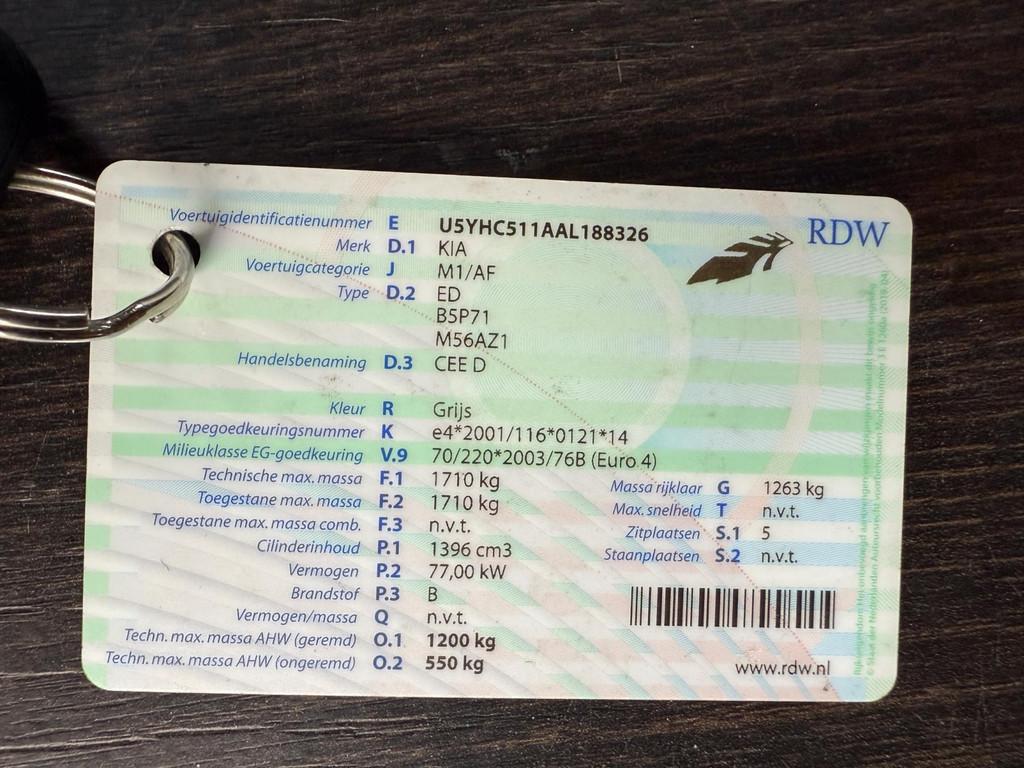 Voertuigidentificatienummer E U5YHC511AAL188326
RDW
Merk D.1 KIA
Voertuigcategorie J M1/AF
Type D.2 ED
B5P71
M56AZ1
Handelsbenaming D.3 CEE D
Kleur R Grijs
Typegoedkeuringsnummer K e4*2001/116*0121*14
Milieuklasse EG-goedkeuring V.9 70/220*2003/76B (Euro 4)
Technische max. massa F.1 1710 kg
Toegestane max. massa F.2 1710 kg
Toegestane max. massa comb. F.3 n.v.t.
Cilinderinhoud P.1 1396 cm3
Vermogen P.2 77,00 kW
Brandstof P.3 B
Vermogen/massa Q n.v.t.
Techn. max. massa AHW (geremd) O.1 1200 kg
Techn. max. massa AHW (ongeremd) O.2 550 kg
Massa rijklaar G 1263 kg
Max. snelheid T n.v.t.
Zitplaatsen S.1 5
Staanplaatsen S.2 n.v.t.
www.rdw.nl
© Staat der Nederlanden Auteursrecht voorbehouden